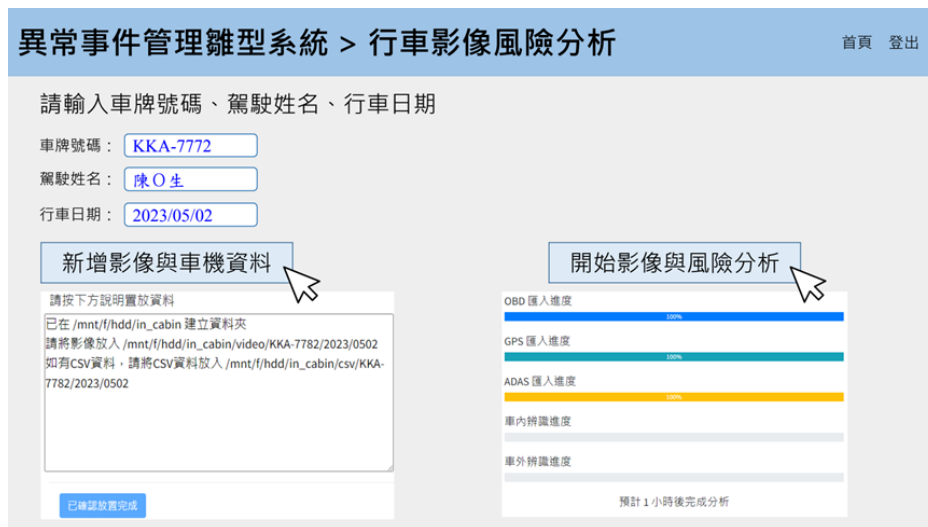 異常事件管理雛型系統 > 行車影像風險分析
首頁 登出
請輸入車牌號碼、駕駛姓名、行車日期
車牌號碼： KKA-7772
駕駛姓名： 陳O生
行車日期： 2023/05/02
新增影像與車機資料
請按下方說明置放資料
已在 /mnt/f/hdd/in_cabin 建立資料夾
請將影像放入 /mnt/f/hdd/in_cabin/video/KKA-7782/2023/0502
如有CSV資料，請將CSV資料放入 /mnt/f/hdd/in_cabin/csv/KKA-
7782/2023/0502
已確認放置完成
開始影像與風險分析
OBD 匯入進度
100%
GPS 匯入進度
100%
ADAS 匯入進度
100%
車內辨識進度
車外辨識進度
預計 1 小時後完成分析